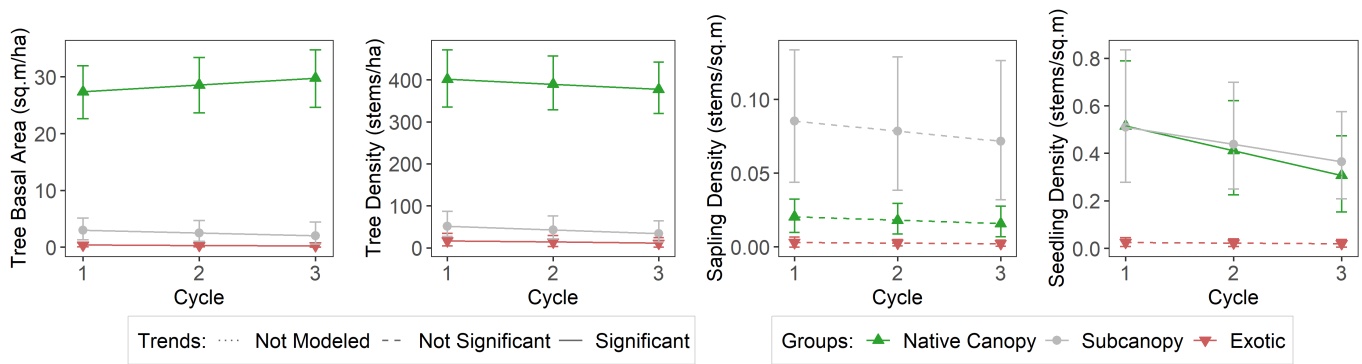 Tree Basal Area (sq.m/ha)
30
20
10
0
1 2 3
Cycle
Tree Density (stems/ha)
400
300
200
100
0
1 2 3
Cycle
Sapling Density (stems/sq.m)
0.10
0.05
0.00
1 2 3
Cycle
Seedling Density (stems/sq.m)
0.8
0.6
0.4
0.2
0.0
1 2 3
Cycle
Trends: Not Modeled Not Significant Significant
Groups: Native Canopy Subcanopy Exotic